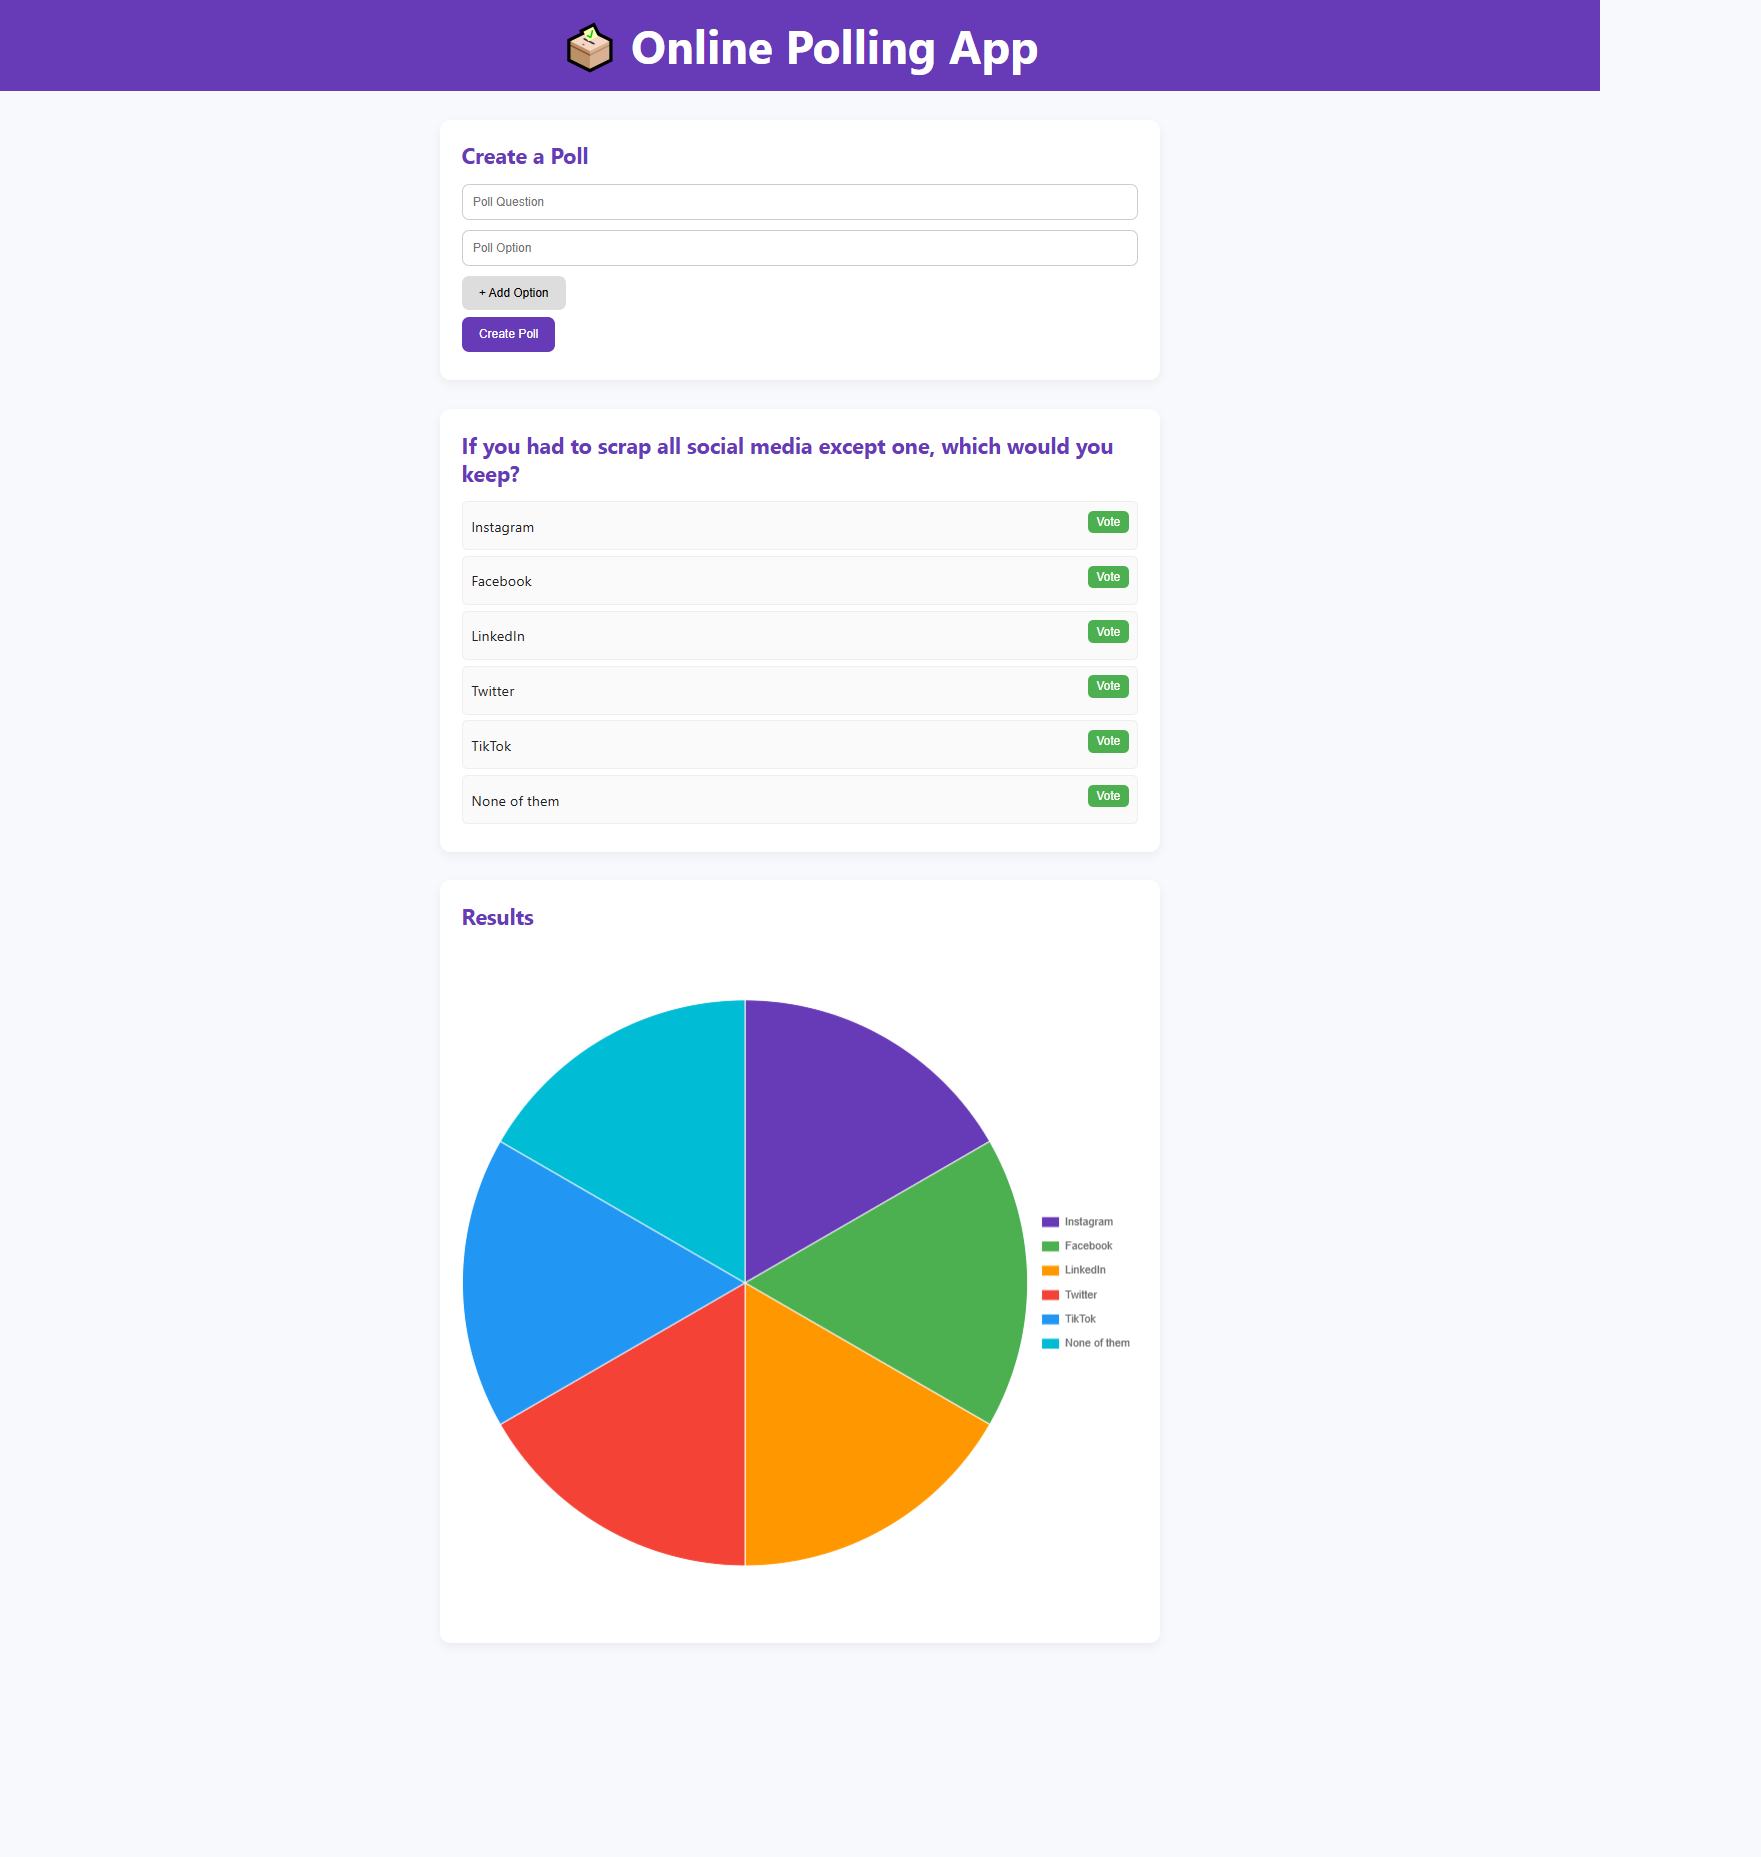 Online Polling App
Create a Poll
Poll Question
Poll Option
+ Add Option
Create Poll
If you had to scrap all social media except one, which would you
keep?
Instagram
Vote
Facebook
Vote
LinkedIn
Vote
Twitter
Vote
TikTok
Vote
None of them
Vote
Results
Instagram
Facebook
LinkedIn
Twitter
TikTok
None of them